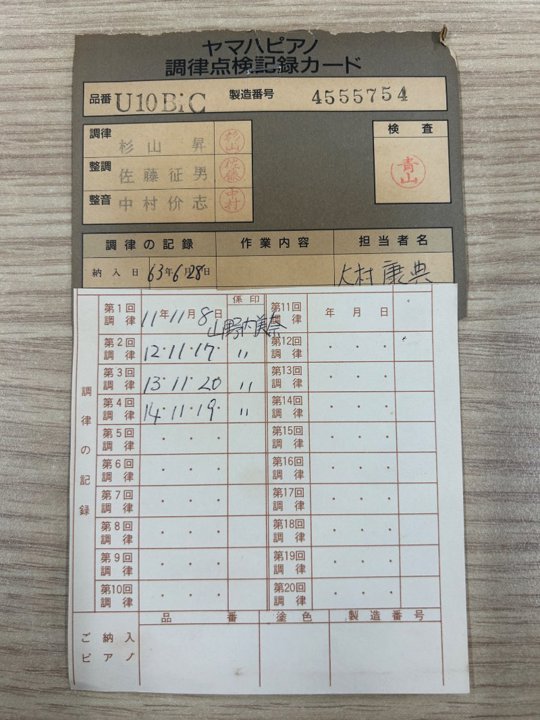 ヤマハピアノ
調律点検記録カード
品番 U10BiC 製造番号 4555754
調律 杉山 昇 杉山 検査
整調 佐藤征男 佐藤 青山
整音 中村价志 中村
調律の記録 作業内容 担当者名
納入日 63年6月28日 大村康典
調律の記録 係印
第1回調律 11年11月8日 山野内美奈 第11回調律 年 月 日
第2回調律 12・11・17・ 〃 第12回調律 ・ ・
第3回調律 13・11・20 〃 第13回調律 ・ ・
第4回調律 14・11・19・ 〃 第14回調律 ・ ・
第5回調律 ・ ・ 第15回調律 ・ ・
第6回調律 ・ ・ 第16回調律 ・ ・
第7回調律 ・ ・ 第17回調律 ・ ・
第8回調律 ・ ・ 第18回調律 ・ ・
第9回調律 ・ ・ 第19回調律 ・ ・
第10回調律 ・ ・ 第20回調律 ・ ・
ご納入ピアノ 品番 塗色 製造番号